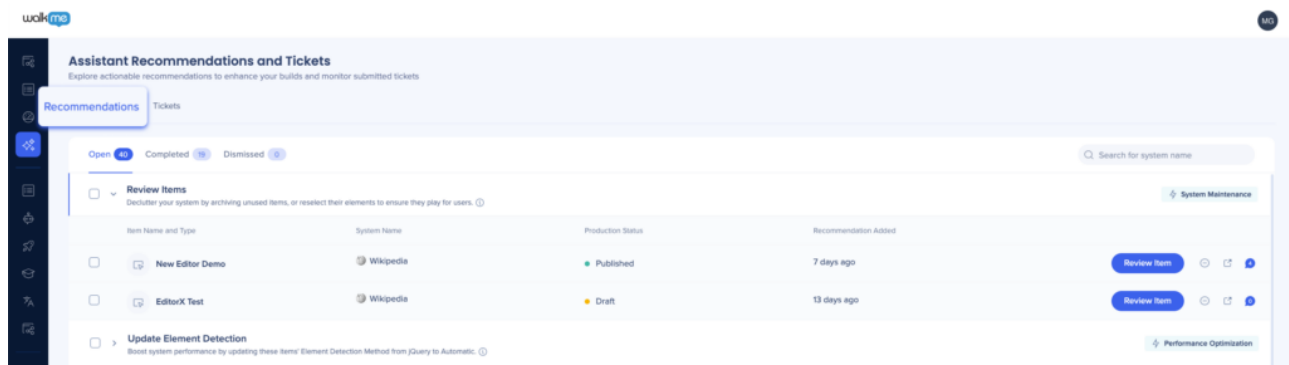 walkme
MG
Assistant Recommendations and Tickets
Explore actionable recommendations to enhance your builds and monitor submitted tickets
Recommendations Tickets
Open 40 Completed 19 Dismissed 0 Search for system name
Review Items
Declutter your system by archiving unused items, or reselect their elements to ensure they play for users.
System Maintenance
Item Name and Type System Name Production Status Recommendation Added
New Editor Demo Wikipedia Published 7 days ago Review Item
EditorX Test Wikipedia Draft 13 days ago Review Item
Update Element Detection
Boost system performance by updating these items' Element Detection Method from jQuery to Automatic.
Performance Optimization